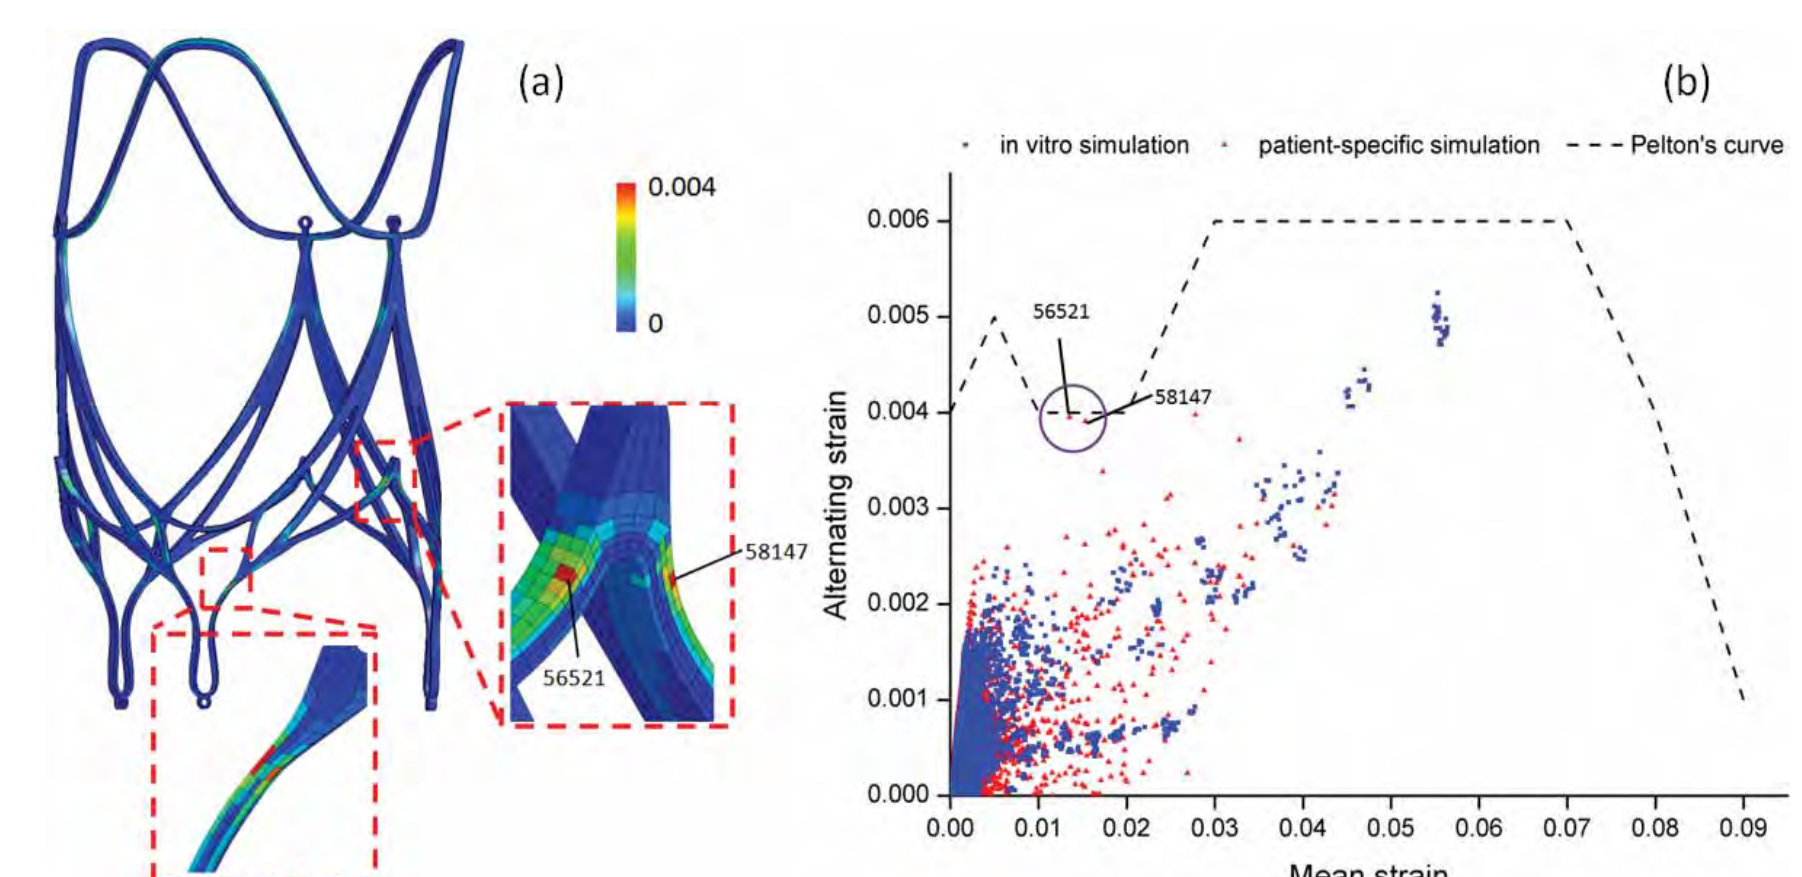 (a)
0.004
0
58147
56521
(b)
in vitro simulation
patient-specific simulation
Pelton's curve
0.006
0.005
0.004
0.003
0.002
0.001
0.000
Alternating strain
56521
58147
0.00 0.01 0.02 0.03 0.04 0.05 0.06 0.07 0.08 0.09
Mean strain